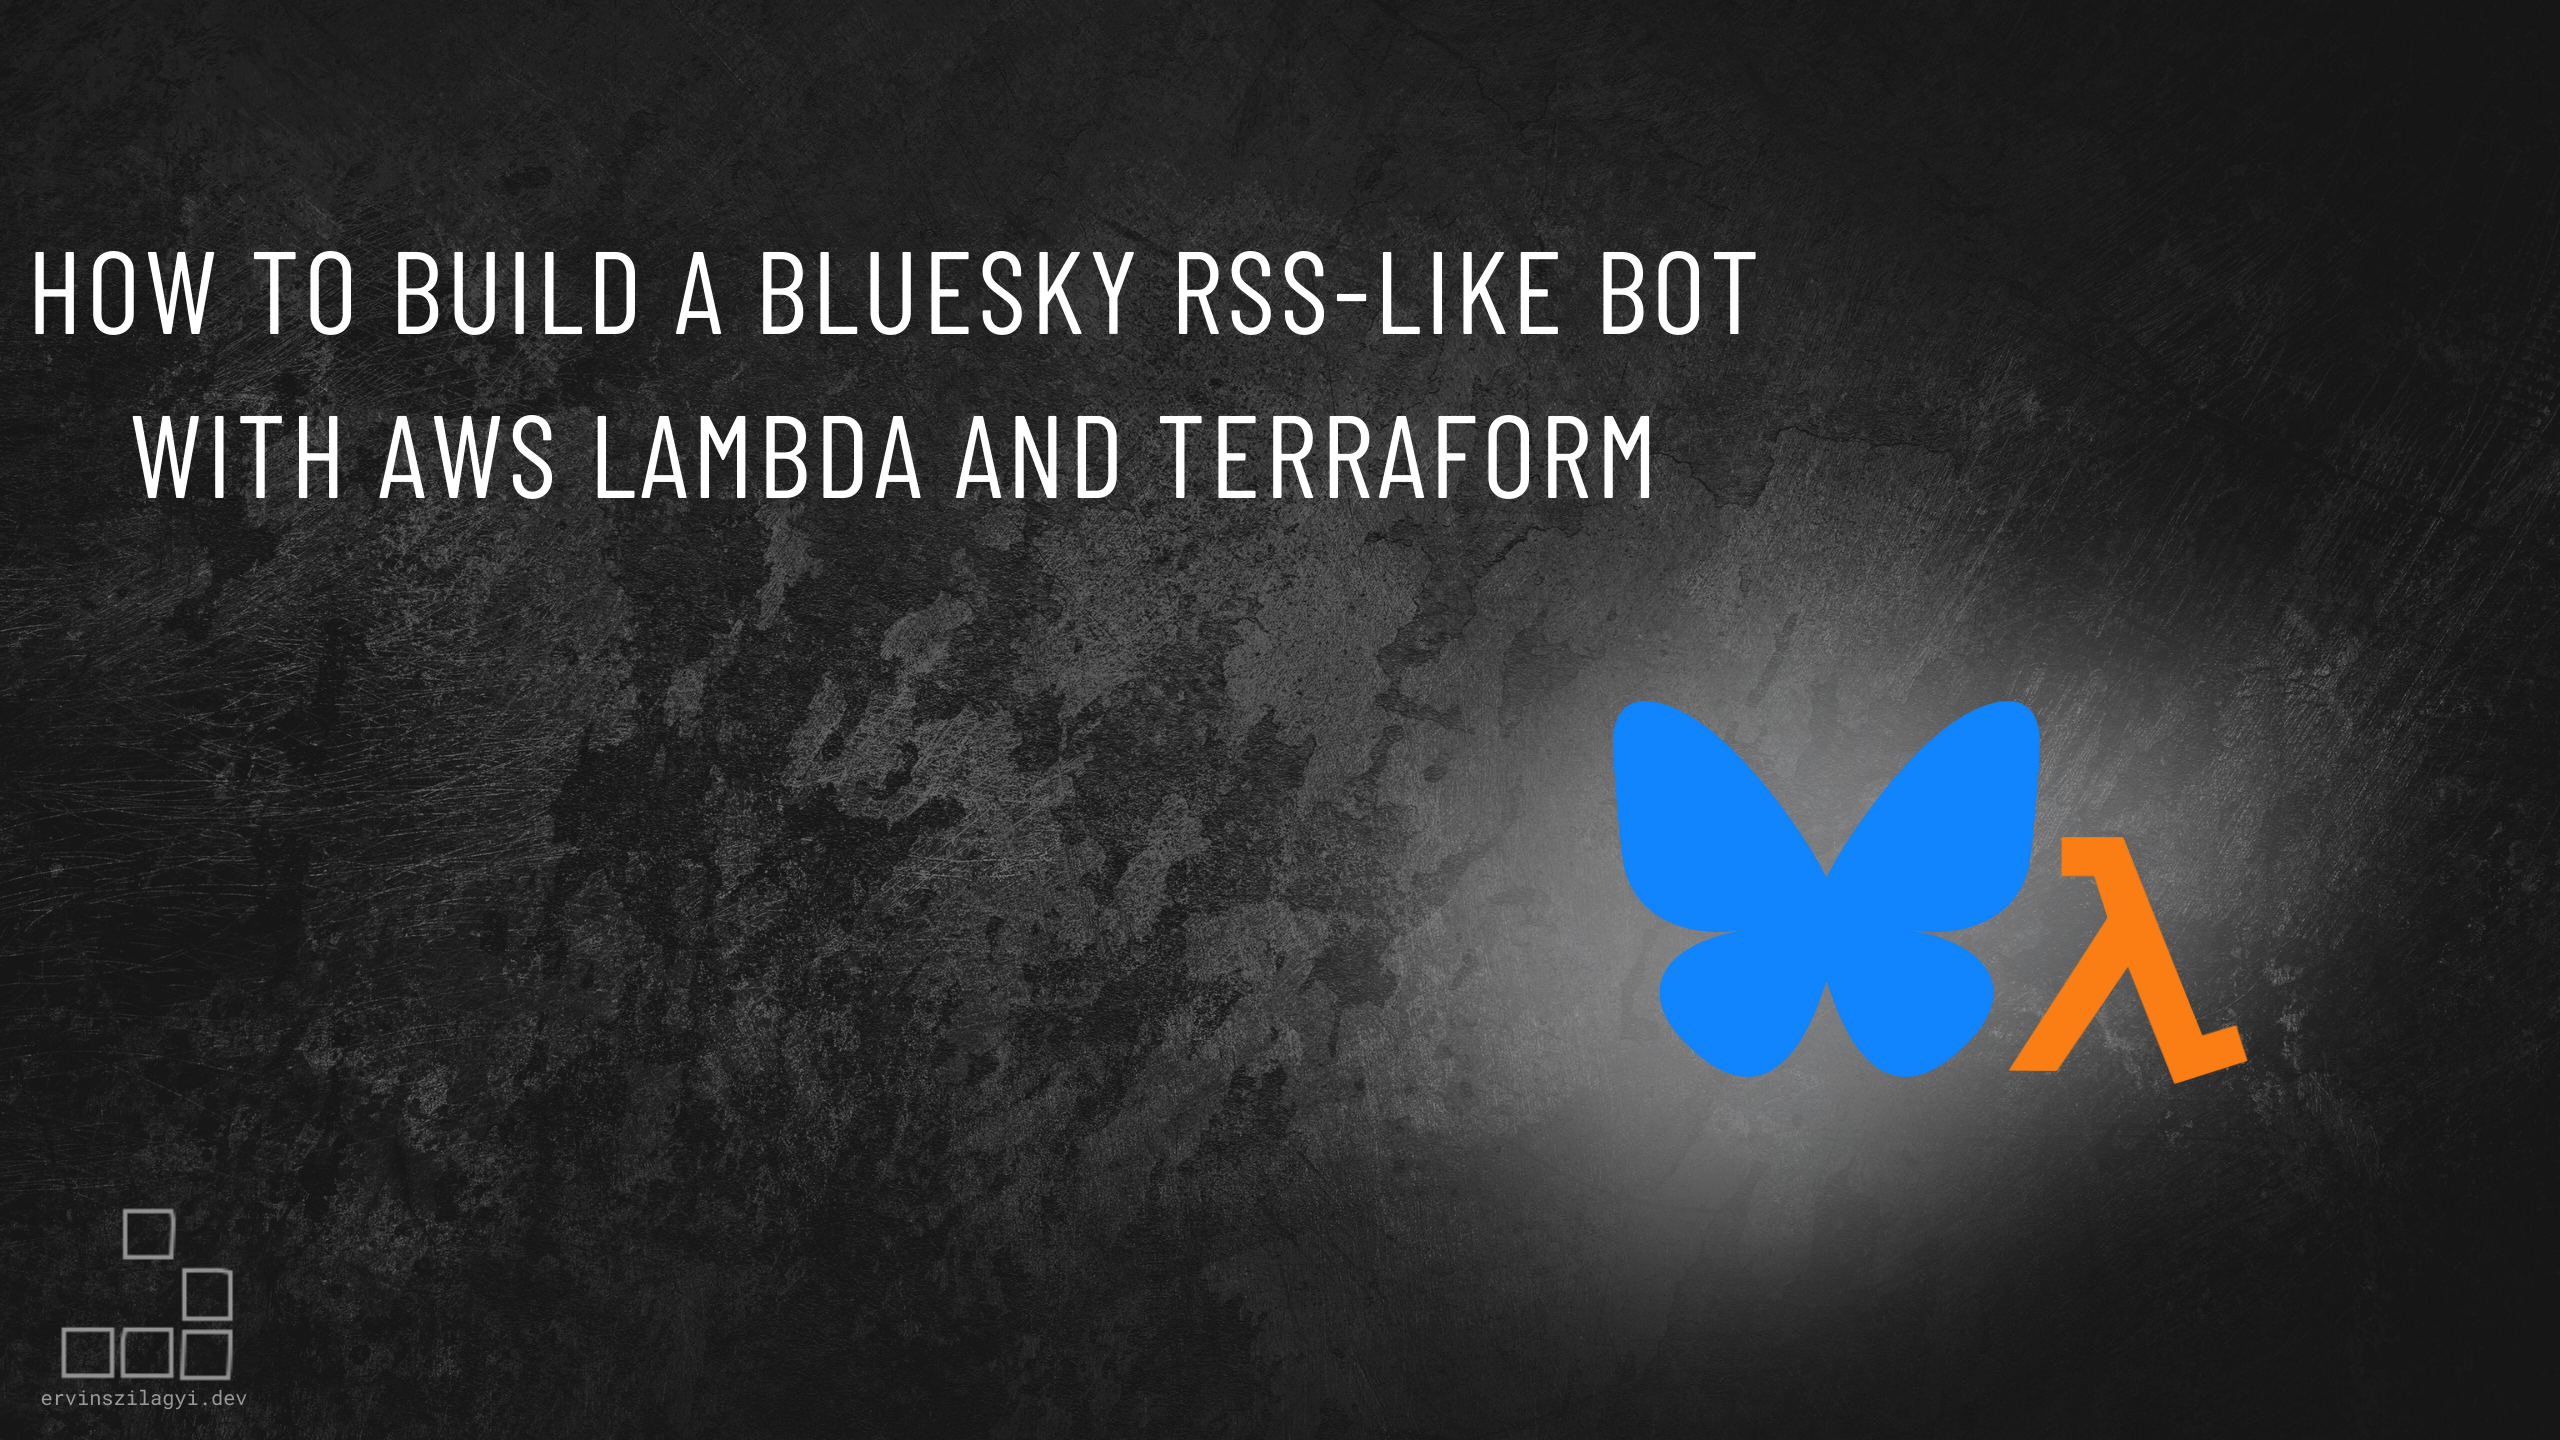 HOW TO BUILD A BLUESKY RSS-LIKE BOT
WITH AWS LAMBDA AND TERRAFORM
ervinszilagyi.dev